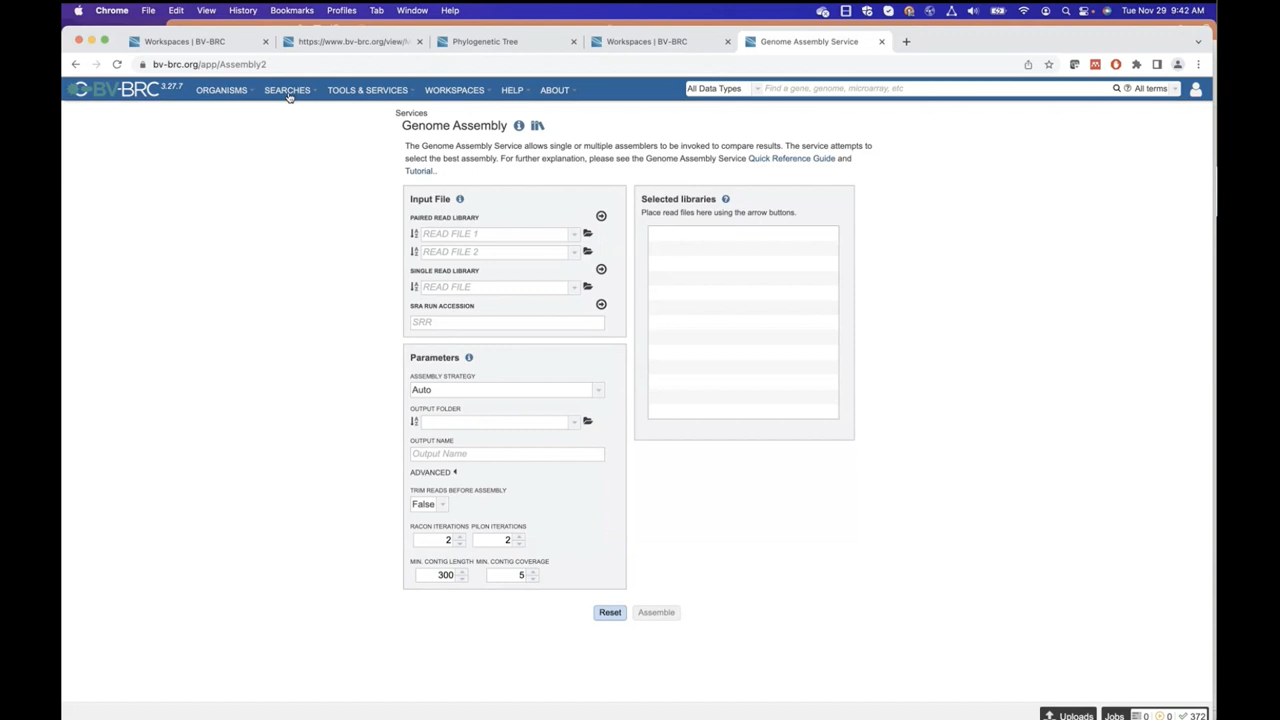 Chrome File Edit View History Bookmarks Profiles Tab Window Help Tue Nov 29 9:42 AM
Workspaces | BV-BRC https://www.bv-brc.org/view/ Phylogenetic Tree Workspaces | BV-BRC Genome Assembly Service
bv-brc.org/app/Assembly2
BV-BRC 3.27.7 ORGANISMS SEARCHES TOOLS & SERVICES WORKSPACES HELP ABOUT All Data Types Find a gene, genome, microarray, etc All terms
Services
Genome Assembly
The Genome Assembly Service allows single or multiple assemblers to be invoked to compare results. The service attempts to
select the best assembly. For further explanation, please see the Genome Assembly Service Quick Reference Guide and
Tutorial..
Input File
PAIRED READ LIBRARY
READ FILE 1
READ FILE 2
SINGLE READ LIBRARY
READ FILE
SRA RUN ACCESSION
SRR
Selected libraries
Place read files here using the arrow buttons.
Parameters
ASSEMBLY STRATEGY
Auto
OUTPUT FOLDER
OUTPUT NAME
Output Name
ADVANCED
TRIM READS BEFORE ASSEMBLY
False
RACON ITERATIONS PILON ITERATIONS
2 2
MIN. CONTIG LENGTH MIN. CONTIG COVERAGE
300 5
Reset Assemble
Uploads Jobs 0 0 372